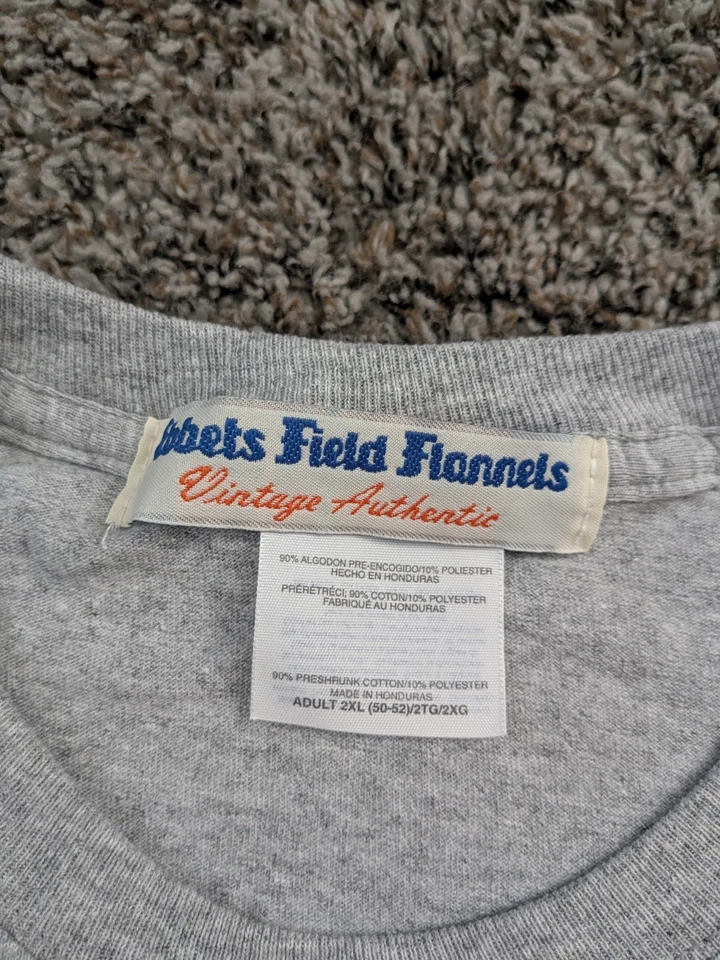 Ebbets Field Flannels
Vintage Authentic
90% ALGODON PRE-ENCOGIDO/10% POLIESTER
HECHO EN HONDURAS
PRÉRÉTRÉCI; 90% COTON/10% POLYESTER
FABRIQUÉ AU HONDURAS
90% PRESHRUNK COTTON/10% POLYESTER
MADE IN HONDURAS
ADULT 2XL (50-52)/2TG/2XG